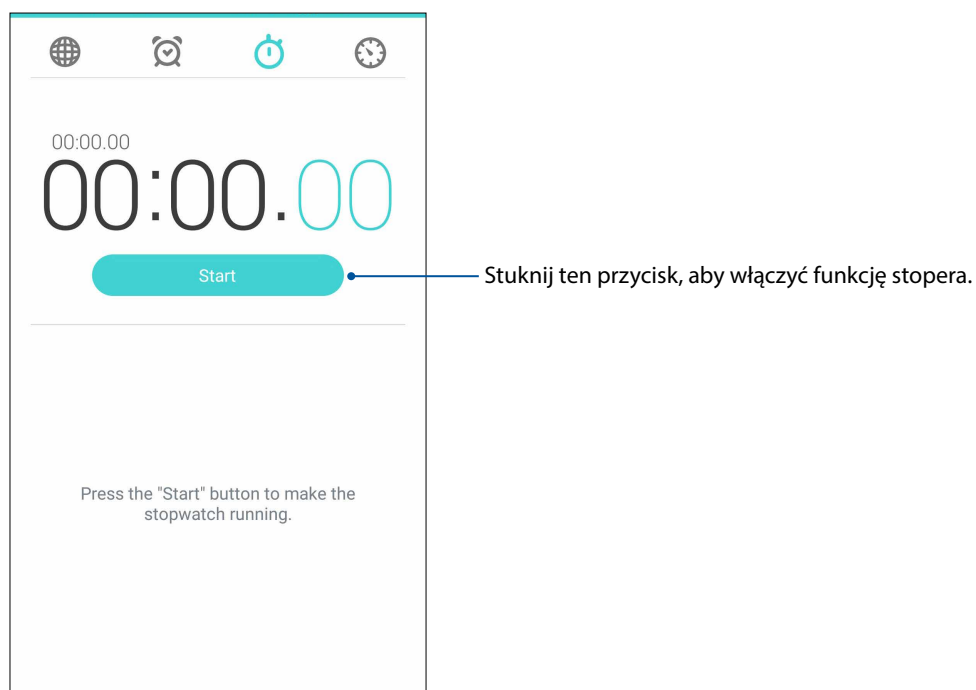 00:00.00
00:00.00
Start
Stuknij ten przycisk, aby włączyć funkcję stopera.
Press the "Start" button to make the
stopwatch running.